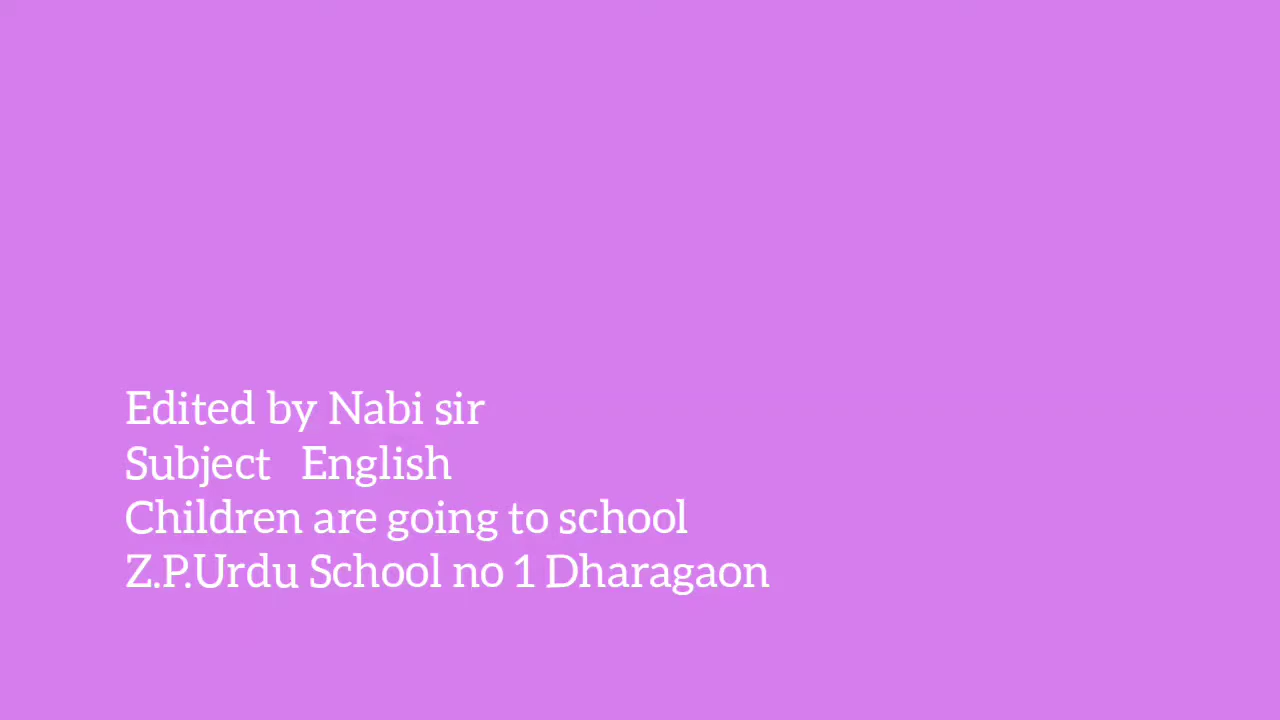 Edited by Nabi sir
Subject   English
Children are going to school
Z.P.Urdu School no 1 Dharagaon